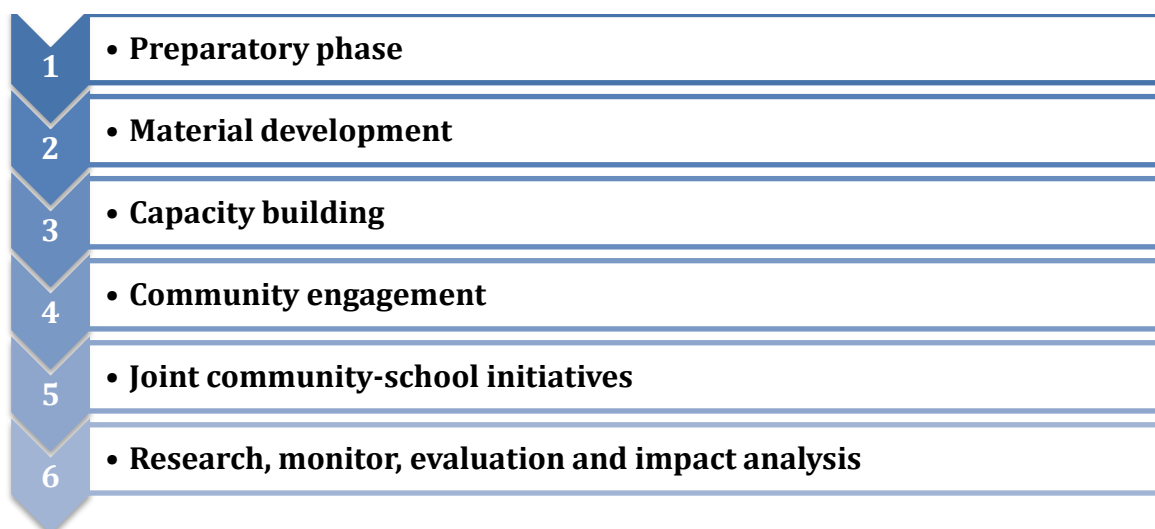 1 • Preparatory phase
2 • Material development
3 • Capacity building
4 • Community engagement
5 • Joint community-school initiatives
6 • Research, monitor, evaluation and impact analysis